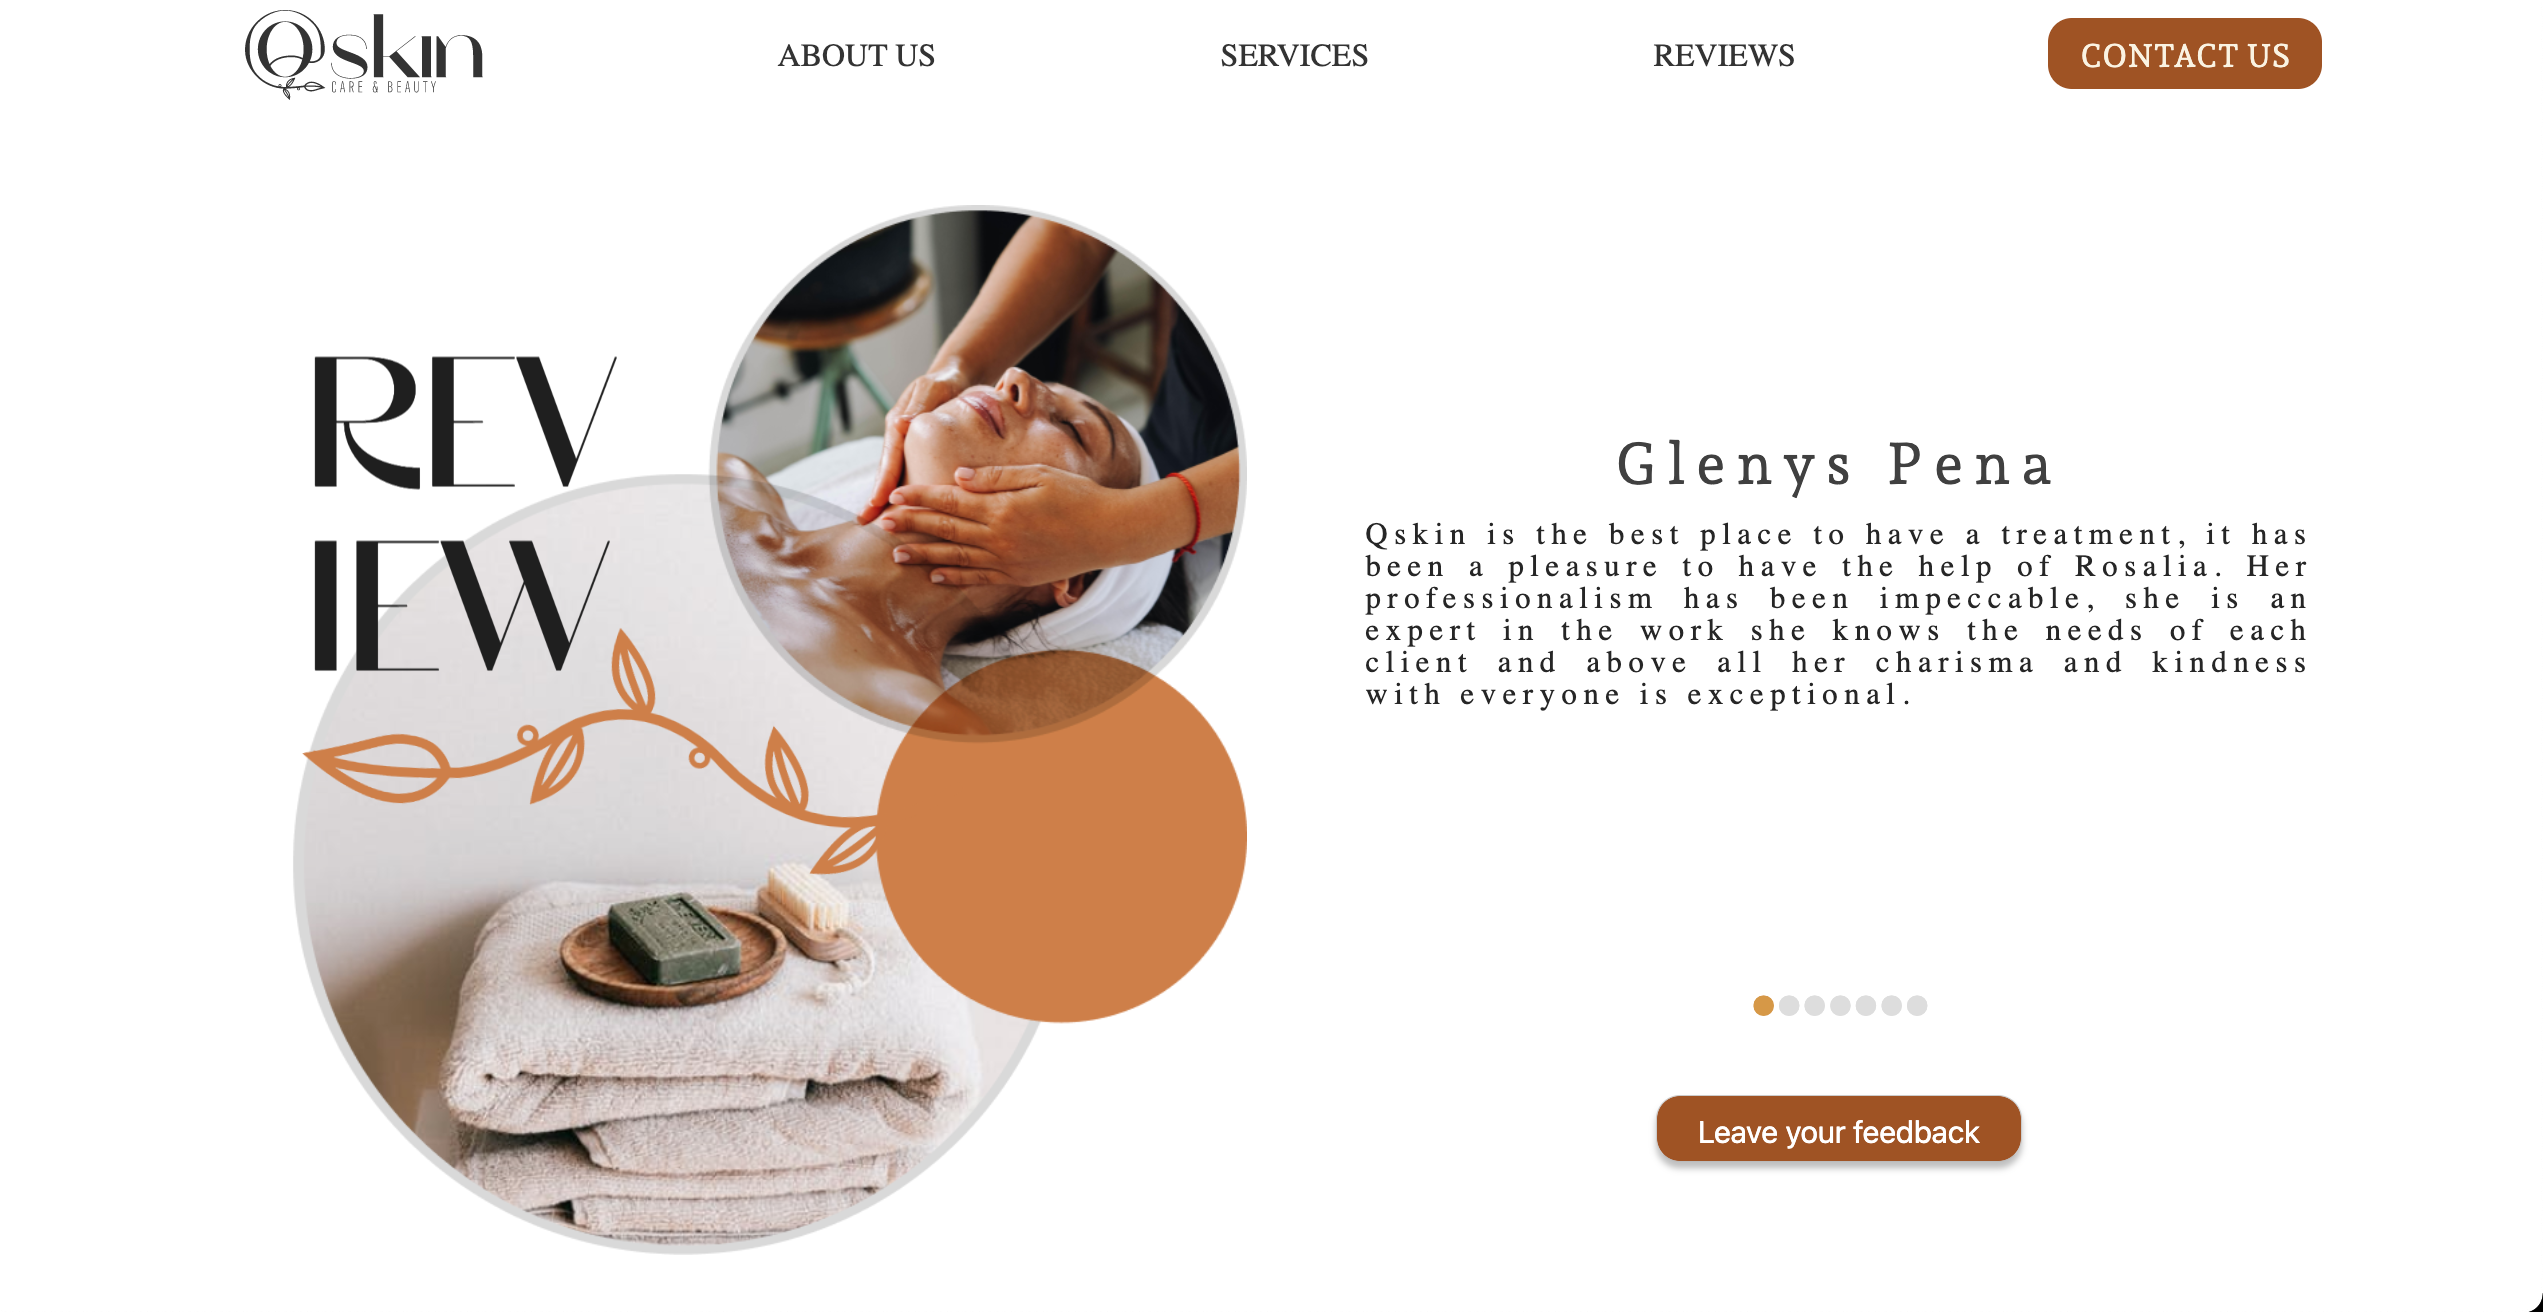 Qskin
CARE & BEAUTY
ABOUT US
SERVICES
REVIEWS
CONTACT US
REV
IEW
Glenys Pena
Qskin is the best place to have a treatment, it has
been a pleasure to have the help of Rosalia. Her
professionalism has been impeccable, she is an
expert in the work she knows the needs of each
client and above all her charisma and kindness
with everyone is exceptional.
Leave your feedback